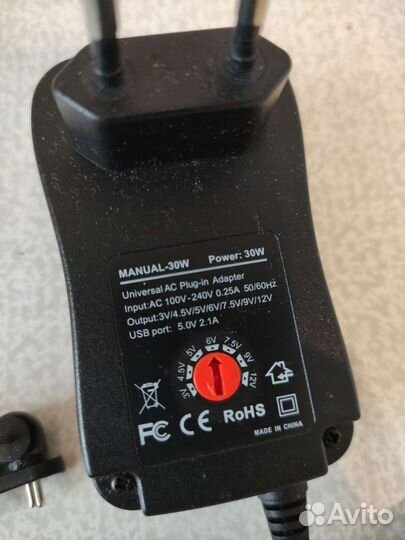 MANUAL-30W Power: 30W
Universal AC Plug-in Adapter
Input:AC 100V-240V 0.25A 50/60Hz
Output:3V/4.5V/5V/6V/7.5V/9V/12V
USB port: 5.0V 2.1A
3V 4.5V 5V 6V 7.5V 9V 12V
FC CE RoHS
MADE IN CHINA
Avito